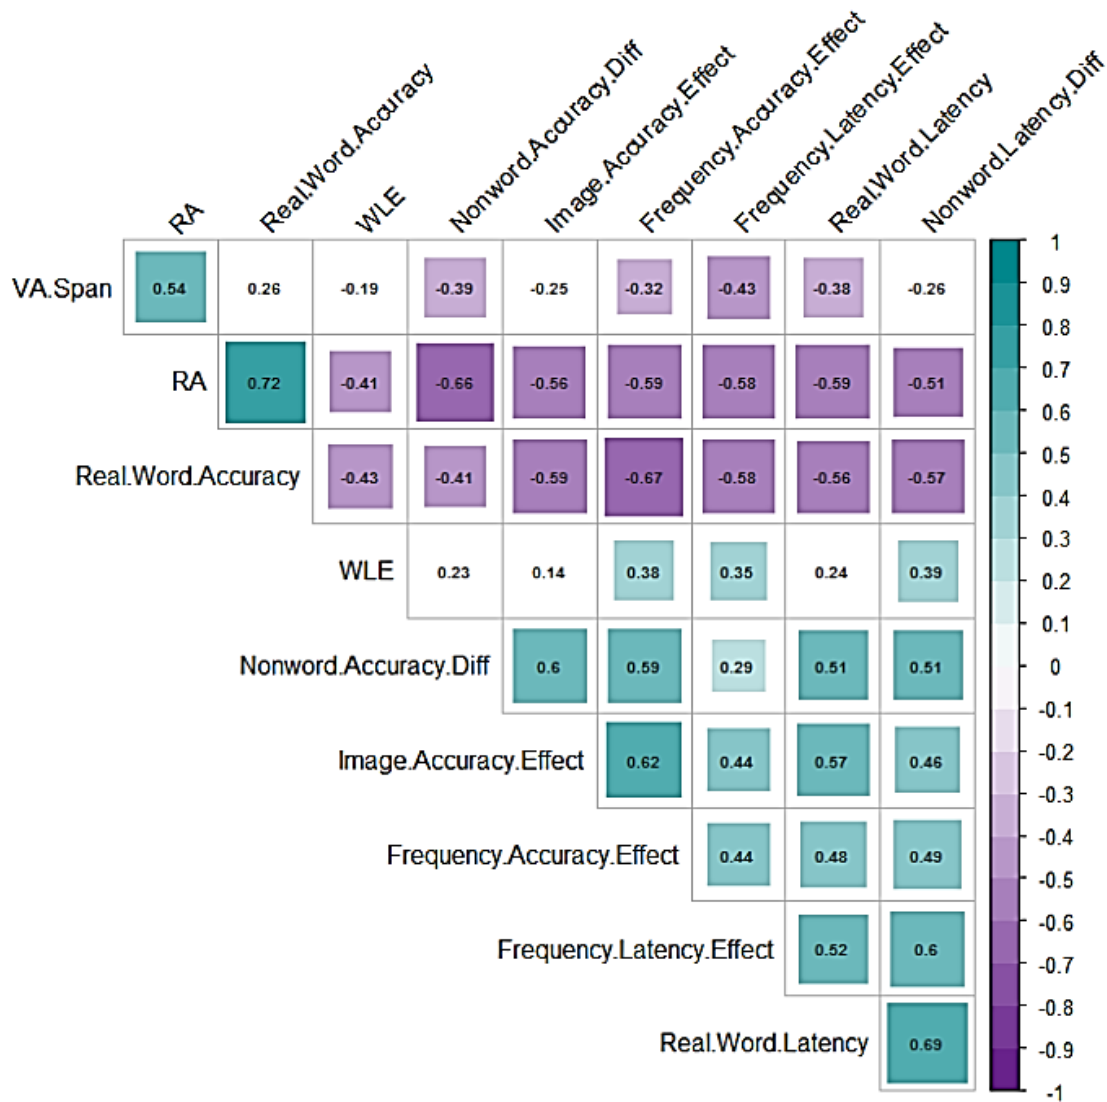 RA
Real.Word.Accuracy
WLE
Nonword.Accuracy.Diff
Image.Accuracy.Effect
Frequency.Accuracy.Effect
Frequency.Latency.Effect
Real.Word.Latency
Nonword.Latency.Diff
VA.Span 0.54 0.26 -0.19 -0.39 -0.25 -0.32 -0.43 -0.38 -0.26
RA 0.72 -0.41 -0.66 -0.56 -0.59 -0.58 -0.59 -0.51
Real.Word.Accuracy -0.43 -0.41 -0.59 -0.67 -0.58 -0.56 -0.57
WLE 0.23 0.14 0.38 0.35 0.24 0.39
Nonword.Accuracy.Diff 0.6 0.59 0.29 0.51 0.51
Image.Accuracy.Effect 0.62 0.44 0.57 0.46
Frequency.Accuracy.Effect 0.44 0.48 0.49
Frequency.Latency.Effect 0.52 0.6
Real.Word.Latency 0.69
1
0.9
0.8
0.7
0.6
0.5
0.4
0.3
0.2
0.1
0
-0.1
-0.2
-0.3
-0.4
-0.5
-0.6
-0.7
-0.8
-0.9
-1